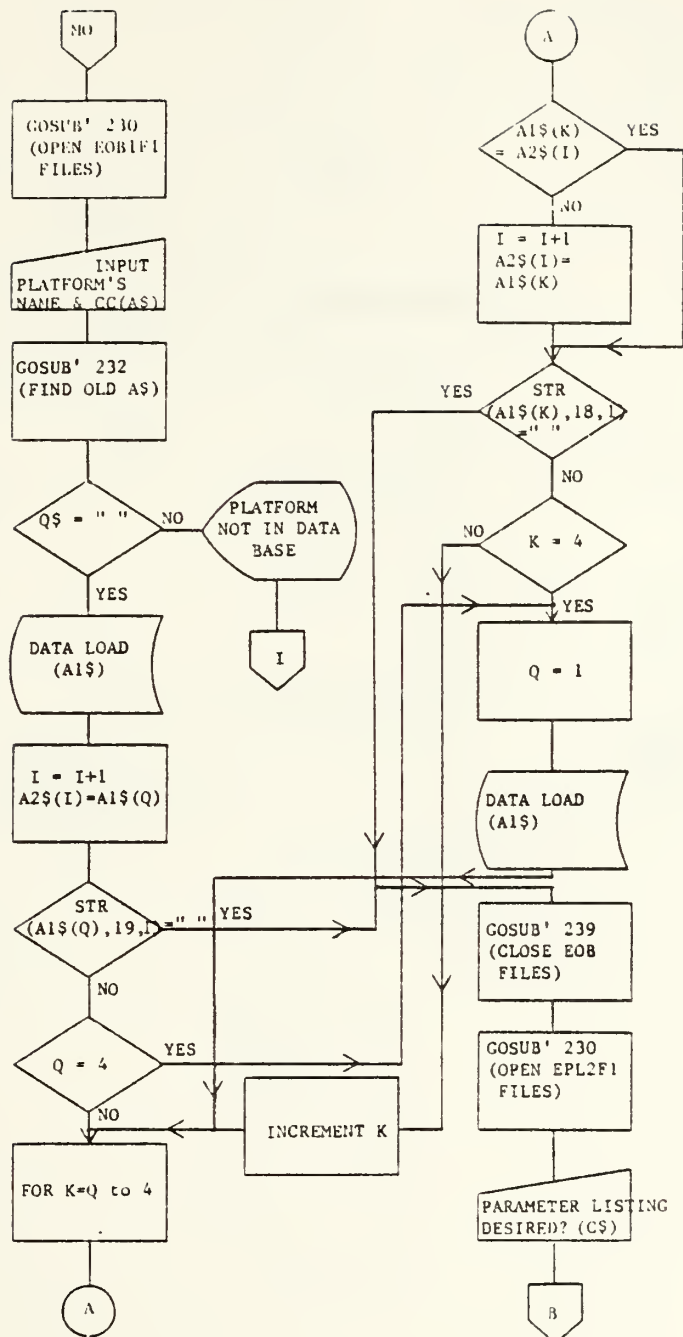 MO
GOSUB' 230
(OPEN EOB1F1
FILES)
INPUT
PLATFORM'S
NAME & CC(A$)
GOSUB' 232
(FIND OLD A$)
Q$ = " "
NO
YES
PLATFORM
NOT IN DATA
BASE
I
DATA LOAD
(A1$)
I = I+1
A2$(I)=A1$(Q)
STR
(A1$(Q),19,1)=" "
YES
NO
Q = 4
YES
NO
FOR K=Q to 4
A
INCREMENT K
A
A1$(K)
= A2$(I)
YES
NO
I = I+1
A2$(I)=
A1$(K)
YES
STR
(A1$(K),18,1)
=" "
NO
NO
K = 4
YES
Q = 1
DATA LOAD
(A1$)
GOSUB' 239
(CLOSE EOB
FILES)
GOSUB' 230
(OPEN EPL2F1
FILES)
PARAMETER LISTING
DESIRED? (C$)
B